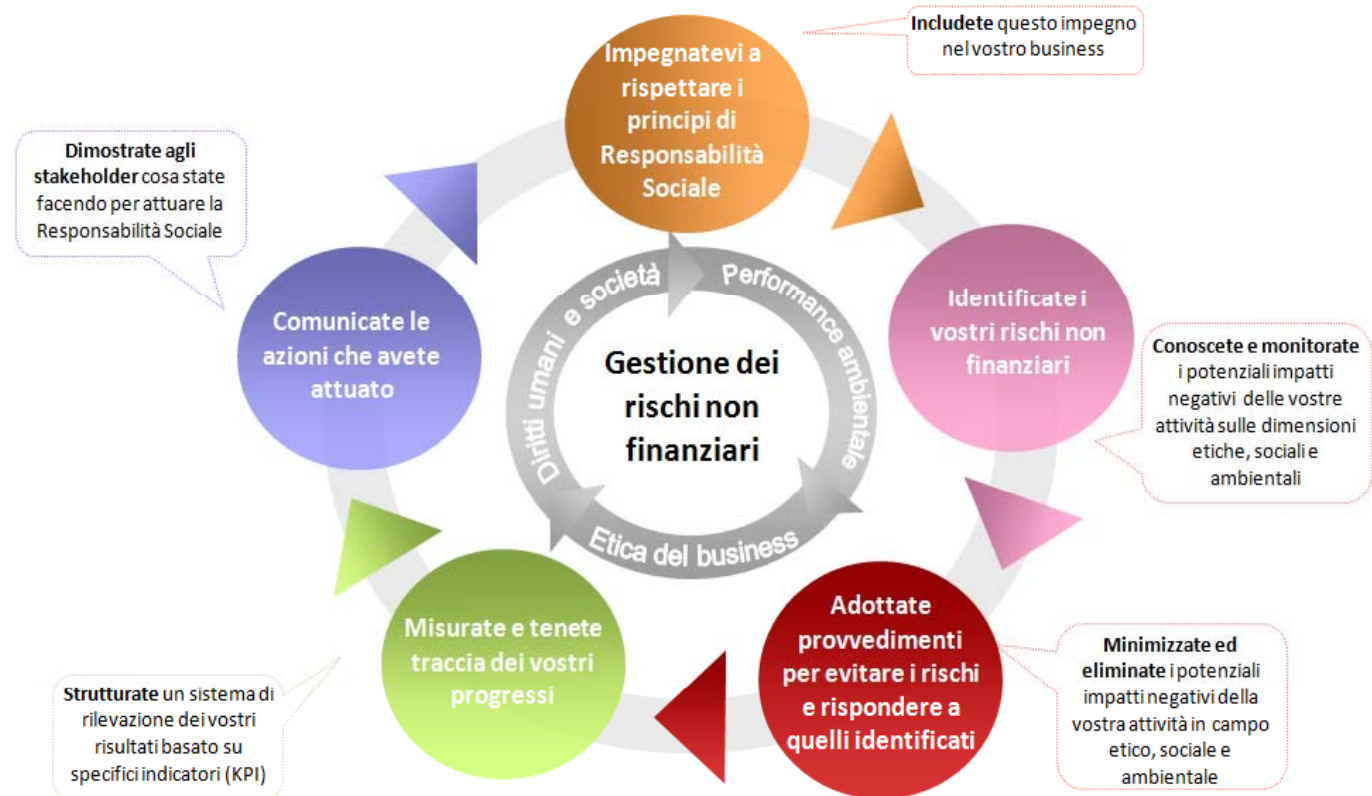 Impegnatevi a
rispettare i
principi di
Responsabilità
Sociale
Includete questo impegno
nel vostro business
Identificate i
vostri rischi non
finanziari
Conoscete e monitorate
i potenziali impatti
negativi delle vostre
attività sulle dimensioni
etiche, sociali e
ambientali
Adottate
provvedimenti
per evitare i rischi
e rispondere a
quelli identificati
Minimizzate ed
eliminate i potenziali
impatti negativi della
vostra attività in campo
etico, sociale e
ambientale
Misurate e tenete
traccia dei vostri
progressi
Strutturate un sistema di
rilevazione dei vostri
risultati basato su
specifici indicatori (KPI)
Comunicate le
azioni che avete
attuato
Dimostrate agli
stakeholder cosa state
facendo per attuare la
Responsabilità Sociale
Diritti umani e società
Performance ambientale
Etica del business
Gestione dei
rischi non
finanziari